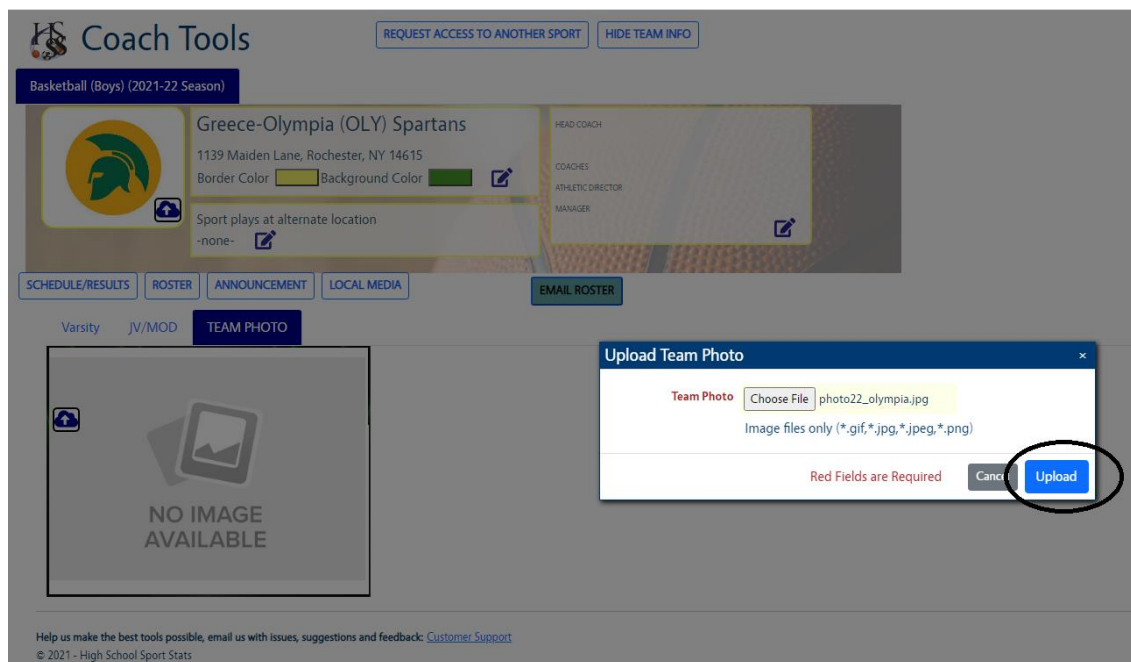 HSS Coach Tools
REQUEST ACCESS TO ANOTHER SPORT
HIDE TEAM INFO
Basketball (Boys) (2021-22 Season)
Greece-Olympia (OLY) Spartans
1139 Maiden Lane, Rochester, NY 14615
Border Color Background Color
Sport plays at alternate location
-none-
HEAD COACH
COACHES
ATHLETIC DIRECTOR
MANAGER
SCHEDULE/RESULTS ROSTER ANNOUNCEMENT LOCAL MEDIA EMAIL ROSTER
Varsity JV/MOD TEAM PHOTO
NO IMAGE
AVAILABLE
Upload Team Photo ×
Team Photo Choose File photo22_olympia.jpg
Image files only (*.gif,*.jpg,*.jpeg,*.png)
Red Fields are Required Cancel Upload
Help us make the best tools possible, email us with issues, suggestions and feedback: Customer Support
© 2021 - High School Sport Stats